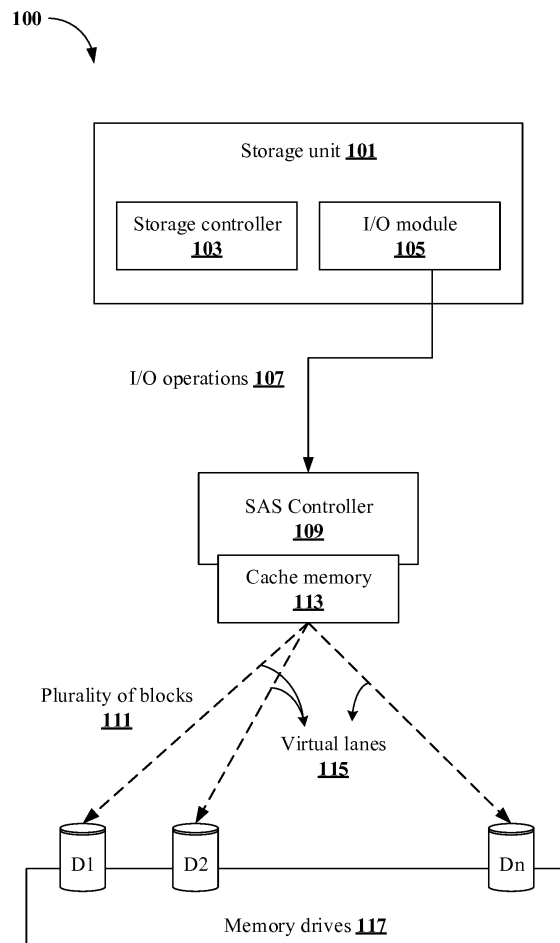 100
Storage unit 101
Storage controller
103
I/O module
105
I/O operations 107
SAS Controller
109
Cache memory
113
Plurality of blocks
111
Virtual lanes
115
D1
D2
Dn
Memory drives 117